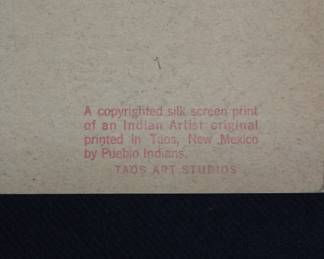 A copyrighted silk screen print
of an Indian Artist original
printed in Taos, New Mexico
by Pueblo Indians.
TAOS ART STUDIOS